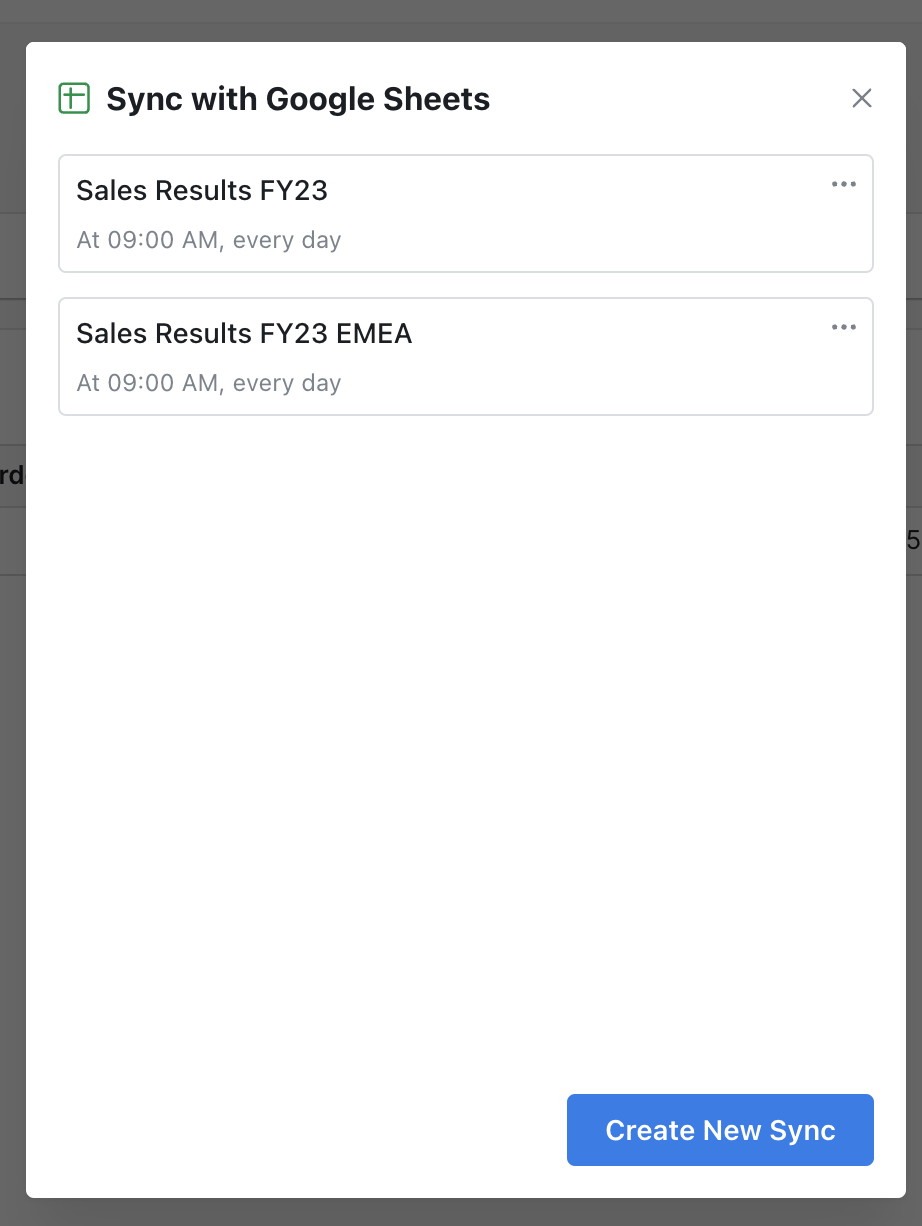 Sync with Google Sheets
Sales Results FY23
At 09:00 AM, every day
Sales Results FY23 EMEA
At 09:00 AM, every day
rd
5
Create New Sync